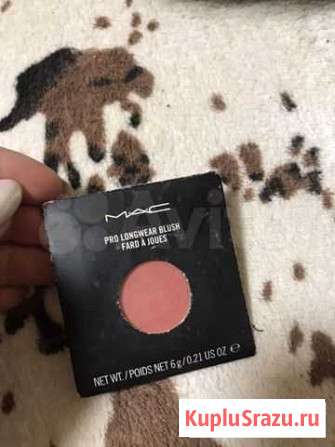 MAC
PRO LONGWEAR BLUSH
FARD À JOUES
NET WT./POIDS NET 6 g / 0.21 US OZ ℮
KupluSrazu.ru